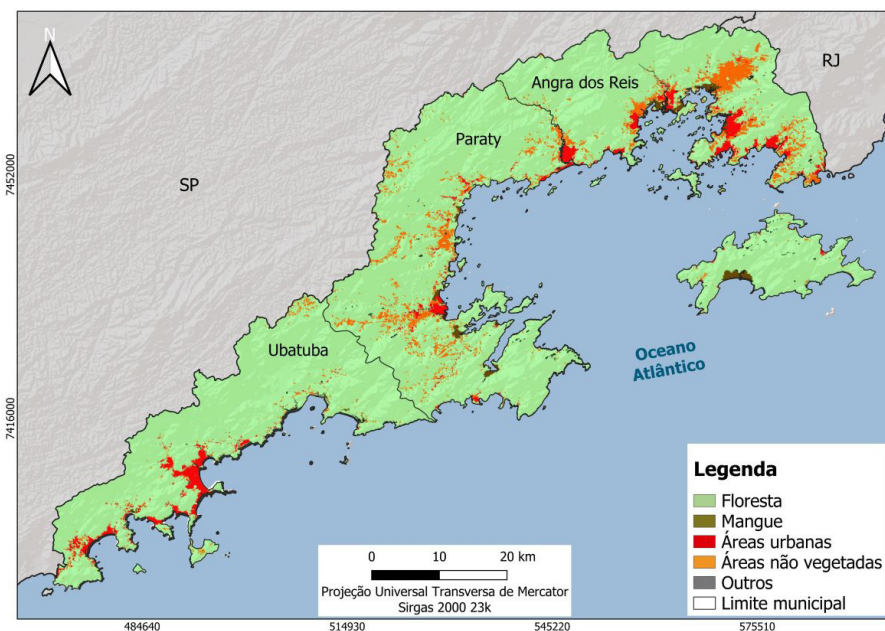 N
RJ
Angra dos Reis
Paraty
SP
7452000
Ubatuba
Oceano
Atlântico
7416000
Legenda
Floresta
Mangue
Áreas urbanas
Áreas não vegetadas
Outros
Limite municipal
0 10 20 km
Projeção Universal Transversa de Mercator
Sirgas 2000 23k
484640 514930 545220 575510